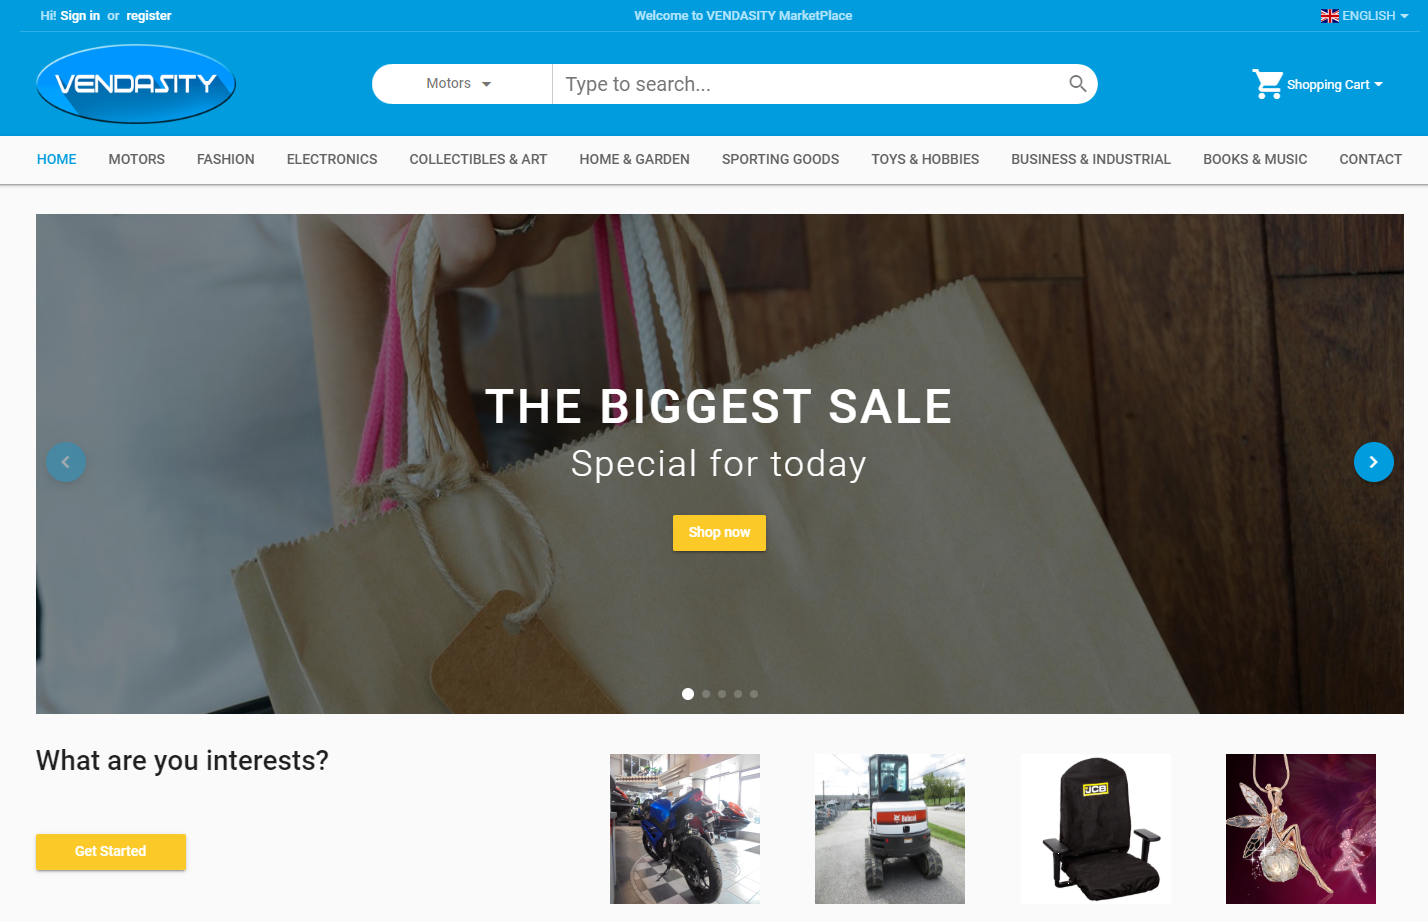 Hi! Sign in or register
Welcome to VENDASITY MarketPlace
ENGLISH
VENDASITY
Motors
Type to search...
Shopping Cart
HOME MOTORS FASHION ELECTRONICS COLLECTIBLES & ART HOME & GARDEN SPORTING GOODS TOYS & HOBBIES BUSINESS & INDUSTRIAL BOOKS & MUSIC CONTACT
THE BIGGEST SALE
Special for today
Shop now
What are you interests?
Get Started
Bobcat
JCB